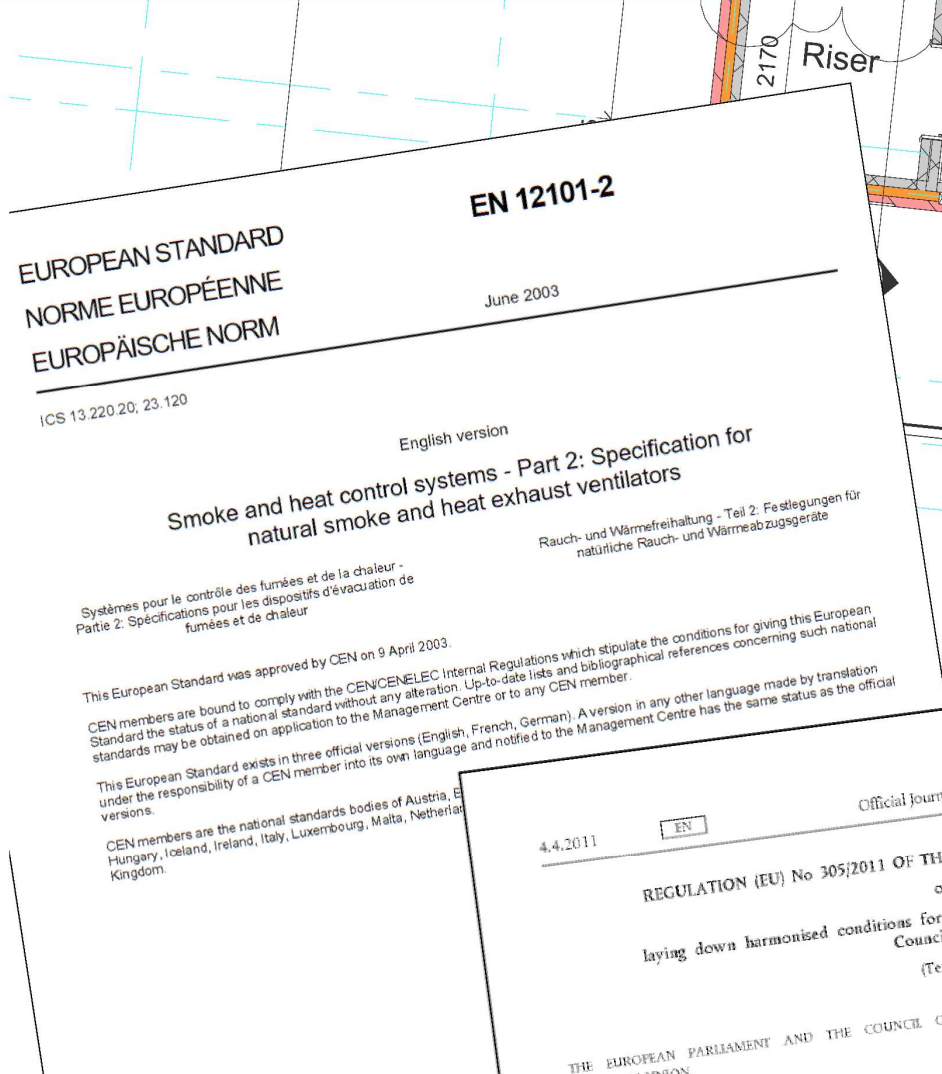 2170
Riser
EN 12101-2
EUROPEAN STANDARD
NORME EUROPÉENNE
EUROPÄISCHE NORM
June 2003
ICS 13.220.20; 23.120
English version
Smoke and heat control systems - Part 2: Specification for
natural smoke and heat exhaust ventilators
Systèmes pour le contrôle des fumées et de la chaleur -
Partie 2: Spécifications pour les dispositifs d'évacuation de
fumées et de chaleur
Rauch- und Wärmefreihaltung - Teil 2: Festlegungen für
natürliche Rauch- und Wärmeabzugsgeräte
This European Standard was approved by CEN on 9 April 2003.
CEN members are bound to comply with the CEN/CENELEC Internal Regulations which stipulate the conditions for giving this European
Standard the status of a national standard without any alteration. Up-to-date lists and bibliographical references concerning such national
standards may be obtained on application to the Management Centre or to any CEN member.
This European Standard exists in three official versions (English, French, German). A version in any other language made by translation
under the responsibility of a CEN member into its own language and notified to the Management Centre has the same status as the official
versions.
CEN members are the national standards bodies of Austria,
Hungary, Iceland, Ireland, Italy, Luxembourg, Malta,
Kingdom.
4.4.2011
EN
Official
REGULATION (EU) No 305/2011 OF
laying down harmonised conditions for
THE EUROPEAN PARLIAMENT AND THE COUNCIL